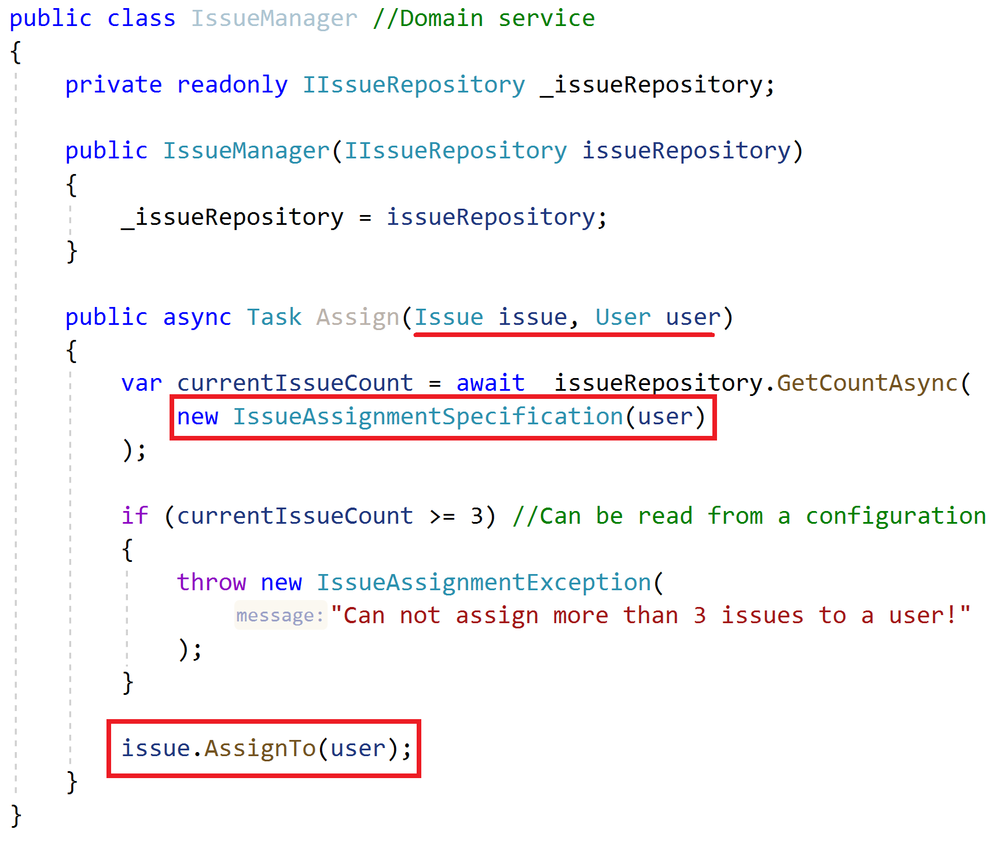 public class IssueManager //Domain service
{
    private readonly IIssueRepository _issueRepository;

    public IssueManager(IIssueRepository issueRepository)
    {
        _issueRepository = issueRepository;
    }

    public async Task Assign(Issue issue, User user)
    {
        var currentIssueCount = await  issueRepository.GetCountAsync(
            new IssueAssignmentSpecification(user)
        );

        if (currentIssueCount >= 3) //Can be read from a configuration
        {
            throw new IssueAssignmentException(
                message: "Can not assign more than 3 issues to a user!"
            );
        }

        issue.AssignTo(user);
    }
}